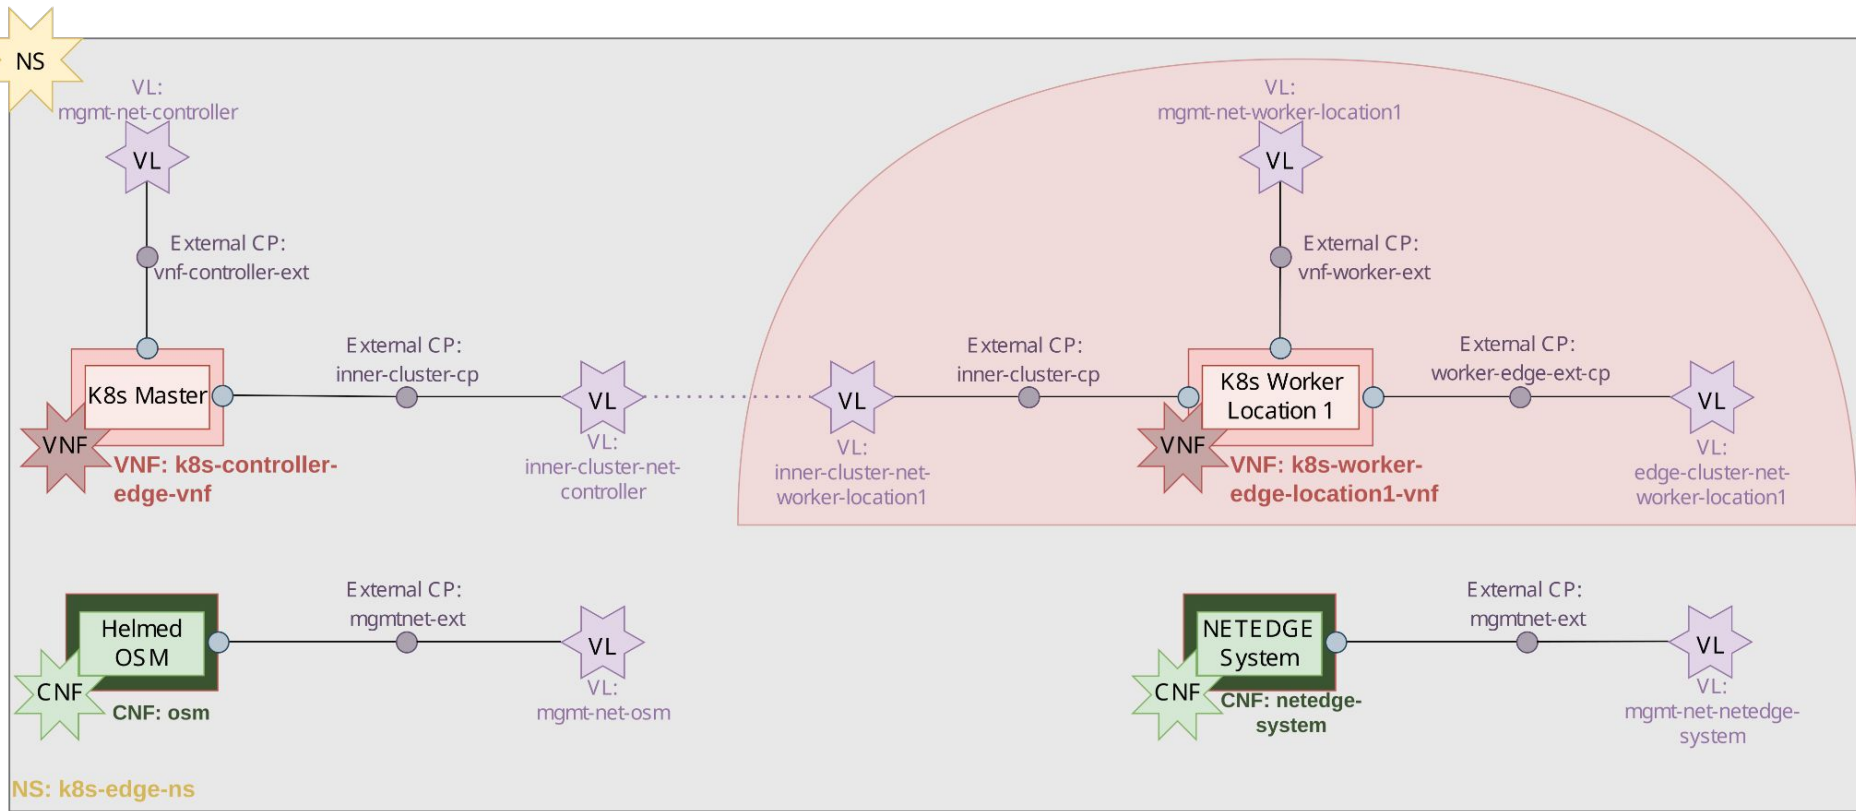 NS
VL:
mgmt-net-controller
VL
External CP:
vnf-controller-ext
K8s Master
VNF
VNF: k8s-controller-
edge-vnf
External CP:
inner-cluster-cp
VL
VL:
inner-cluster-net-
controller
VL:
mgmt-net-worker-location1
VL
External CP:
vnf-worker-ext
VL
VL:
inner-cluster-net-
worker-location1
External CP:
inner-cluster-cp
K8s Worker
Location 1
VNF
VNF: k8s-worker-
edge-location1-vnf
External CP:
worker-edge-ext-cp
VL
VL:
edge-cluster-net-
worker-location1
Helmed
OSM
CNF
CNF: osm
External CP:
mgmtnet-ext
VL
VL:
mgmt-net-osm
NETEDGE
System
CNF
CNF: netedge-
system
External CP:
mgmtnet-ext
VL
VL:
mgmt-net-netedge-
system
NS: k8s-edge-ns